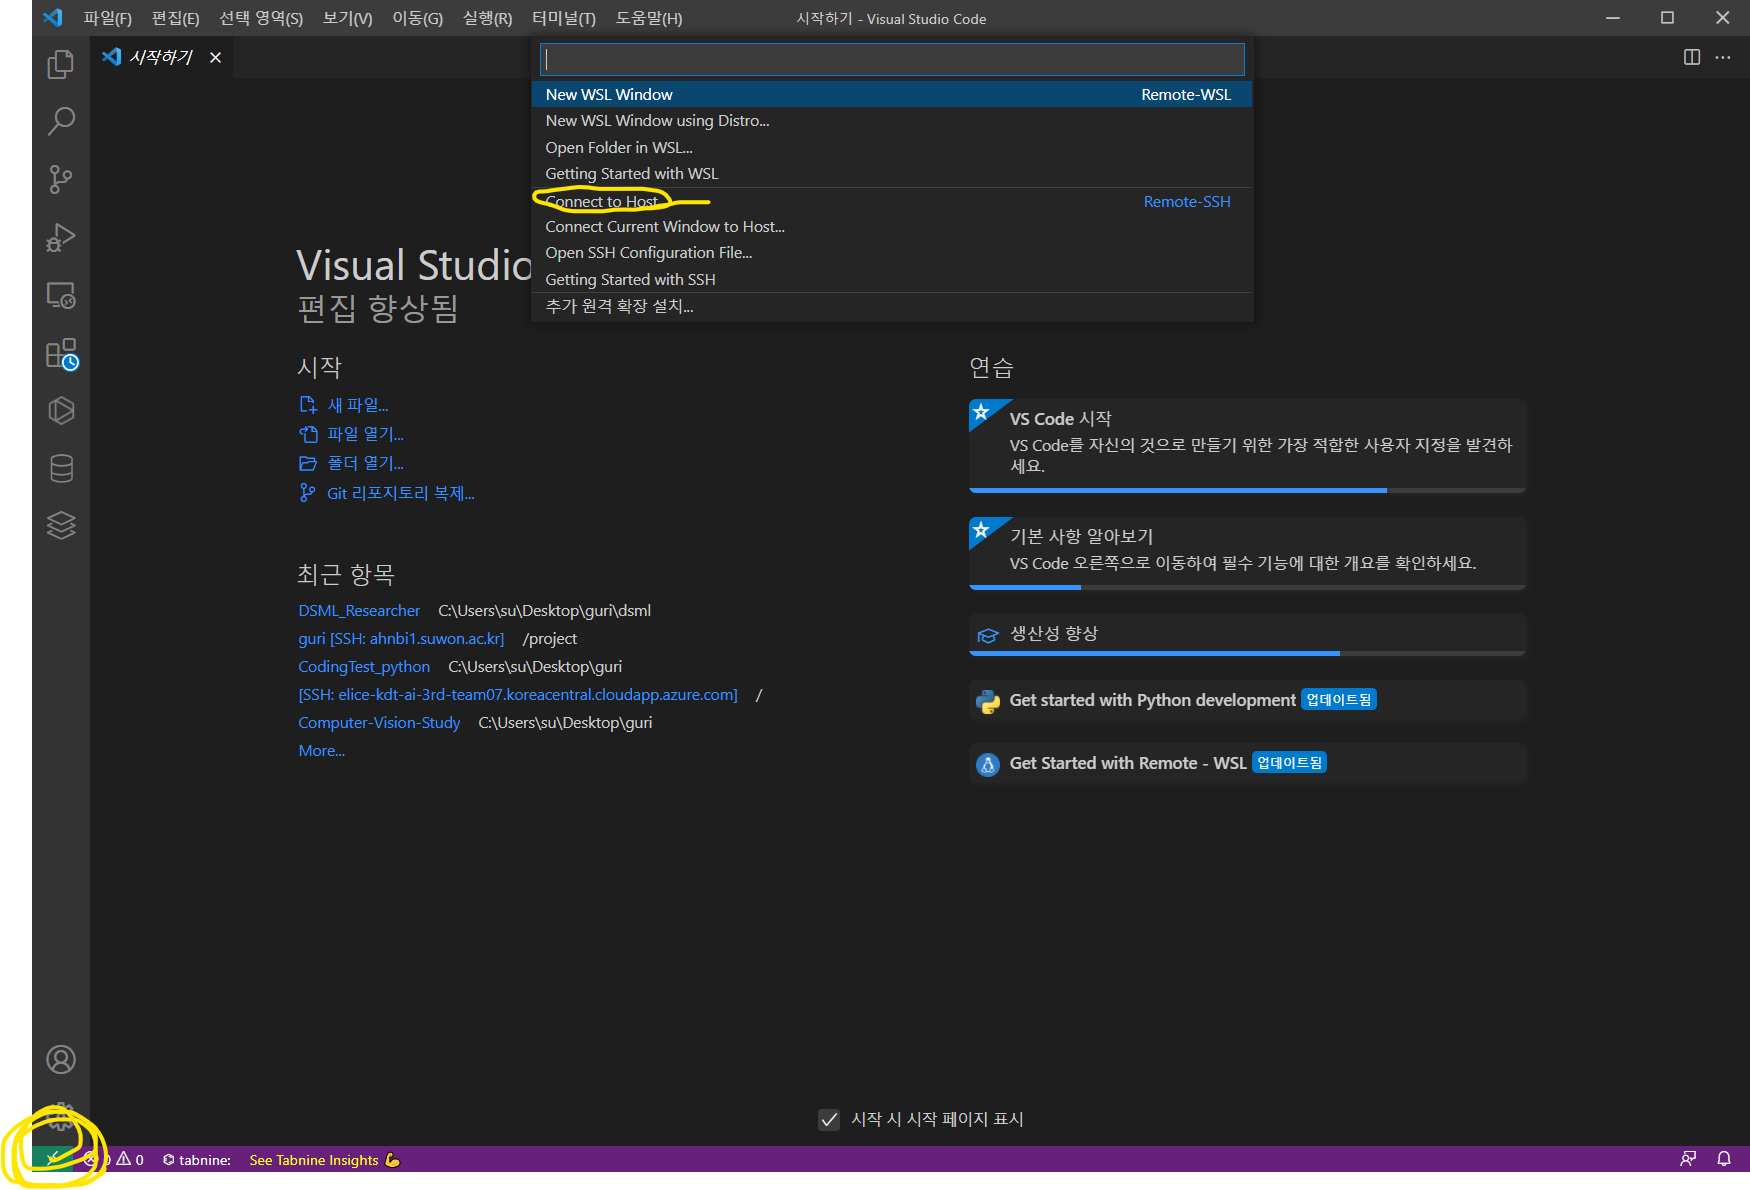 파일(F) 편집(E) 선택 영역(S) 보기(V) 이동(G) 실행(R) 터미널(T) 도움말(H) 시작하기 - Visual Studio Code
시작하기
New WSL Window Remote-WSL
New WSL Window using Distro...
Open Folder in WSL...
Getting Started with WSL
Connect to Host Remote-SSH
Connect Current Window to Host...
Open SSH Configuration File...
Getting Started with SSH
추가 원격 확장 설치...
Visual Studio
편집 향상됨
시작
새 파일...
파일 열기...
폴더 열기...
Git 리포지토리 복제...
최근 항목
DSML_Researcher C:\Users\su\Desktop\guri\dsml
guri [SSH: ahnbi1.suwon.ac.kr] /project
CodingTest_python C:\Users\su\Desktop\guri
[SSH: elice-kdt-ai-3rd-team07.koreacentral.cloudapp.azure.com] /
Computer-Vision-Study C:\Users\su\Desktop\guri
More...
연습
VS Code 시작
VS Code를 자신의 것으로 만들기 위한 가장 적합한 사용자 지정을 발견하
세요.
기본 사항 알아보기
VS Code 오른쪽으로 이동하여 필수 기능에 대한 개요를 확인하세요.
생산성 향상
Get started with Python development 업데이트됨
Get Started with Remote - WSL 업데이트됨
시작 시 시작 페이지 표시
0 0 tabnine: See Tabnine Insights 💪